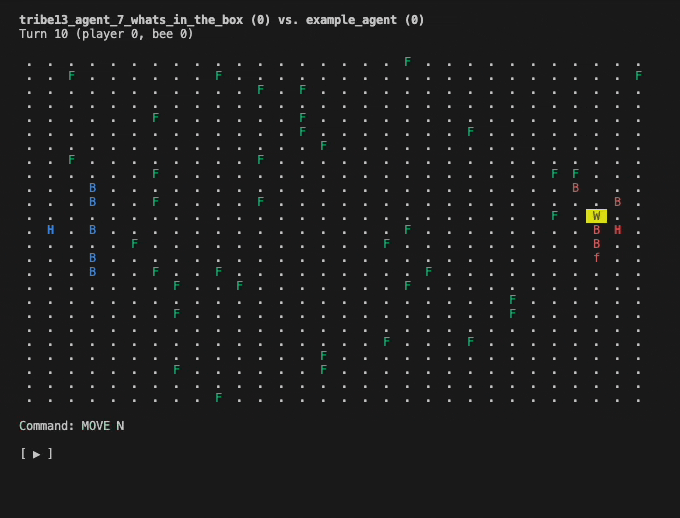 tribe13_agent_7_whats_in_the_box (0) vs. example_agent (0)
Turn 10 (player 0, bee 0)
. . . . . . . . . . . . . . . . . . F . . . . . . . . . . .
. . F . . . . . . F . . . . . . . . . . . . . . . . . . . F
. . . . . . . . . . . F . F . . . . . . . . . . . . . . . .
. . . . . . . . . . . . . . . . . . . . . . . . . . . . . .
. . . . . . F . . . . . . F . . . . . . . . . . . . . . . .
. . . . . . . . . . . . . F . . . . . . . F . . . . . . . .
. . . . . . . . . . . . . . F . . . . . . . . . . . . . . .
. . F . . . . . . . . F . . . . . . . . . . . . . . . . . .
. . . . . . F . . . . . . . . . . . . . . . . . . F F . . .
. . . B . . . . . . . . . . . . . . . . . . . . . . B . . .
. . . B . . F . . . . F . . . . . . . . . . . . . . . . B .
. . . . . . . . . . . . . . . . . . . . . . . . . F . W . .
. H . B . . . . . . . . . . . . . . F . . . . . . . . B H .
. . . . . F . . . . . . . . . . . F . . . . . . . . . B . .
. . . B . . . . . . . . . . . . . . . . . . . . . . . f . .
. . . B . . F . . F . . . . . . . . . F . . . . . . . . . .
. . . . . . . F . . F . . . . . . . F . . . . . . . . . . .
. . . . . . . . . . . . . . . . . . . . . . . F . . . . . .
. . . . . . . F . . . . . . . . . . . . . . . F . . . . . .
. . . . . . . . . . . . . . . . . . . . . . . . . . . . . .
. . . . . . . . . . . . . . . . . F . . . F . . . . . . . .
. . . . . . . . . . . . . . F . . . . . . . . . . . . . . .
. . . . . . . F . . . . . . F . . . . . . . . . . . . . . .
. . . . . . . . . . . . . . . . . . . . . . . . . . . . . .
. . . . . . . . . F . . . . . . . . . . . . . . . . . . . .
Command: MOVE N
[ ▶ ]